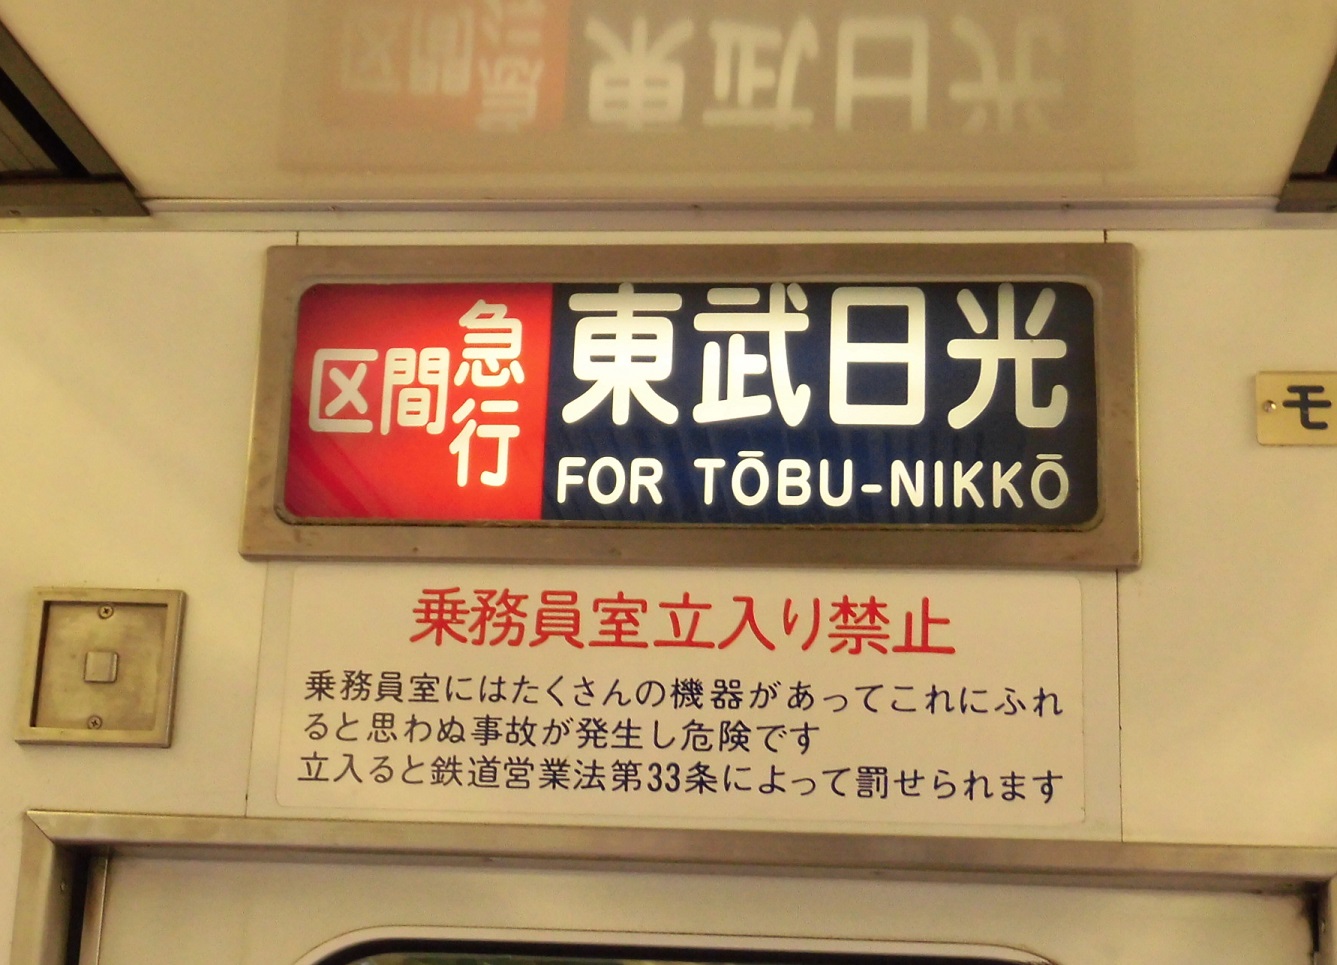 区間急行 東武日光
FOR TŌBU-NIKKŌ
モ
乗務員室立入り禁止
乗務員室にはたくさんの機器があってこれにふれ
ると思わぬ事故が発生し危険です
立入ると鉄道営業法第33条によって罰せられます